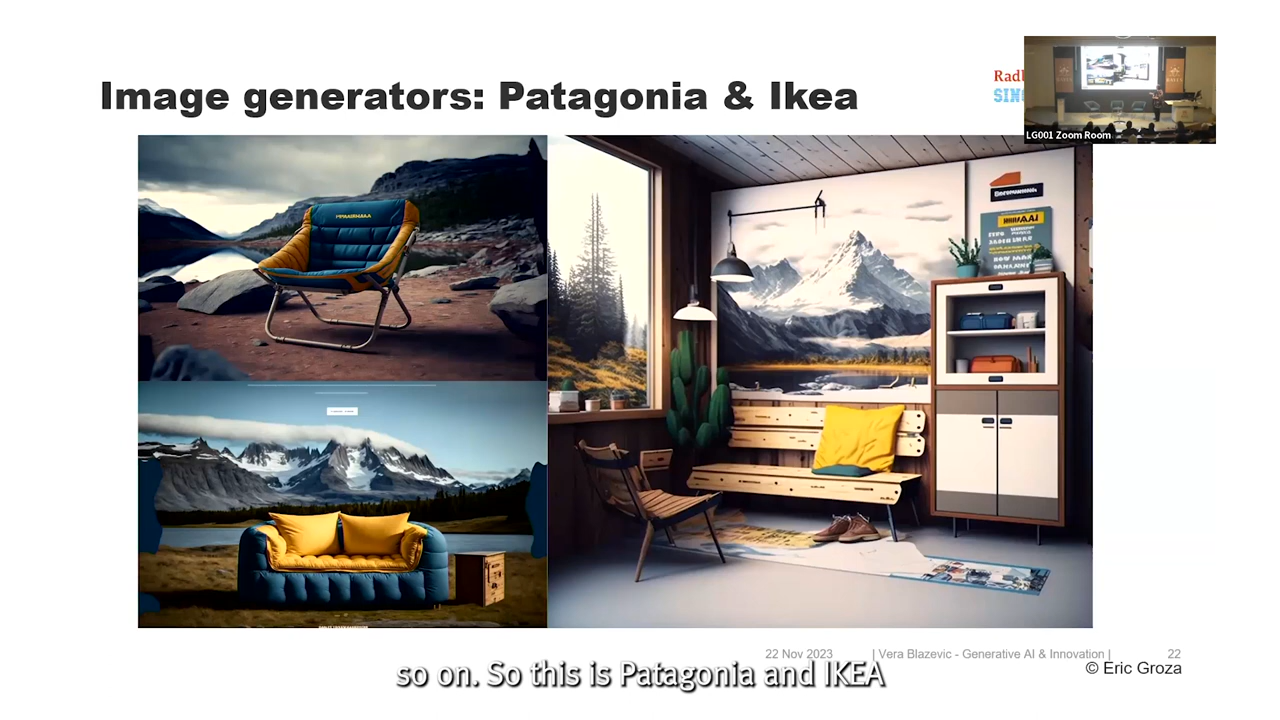 Image generators: Patagonia & Ikea
LG001 Zoom Room
22 Nov 2023 | Vera Blazevic - Generative AI & Innovation | 22
© Eric Groza
so on. So this is Patagonia and IKEA